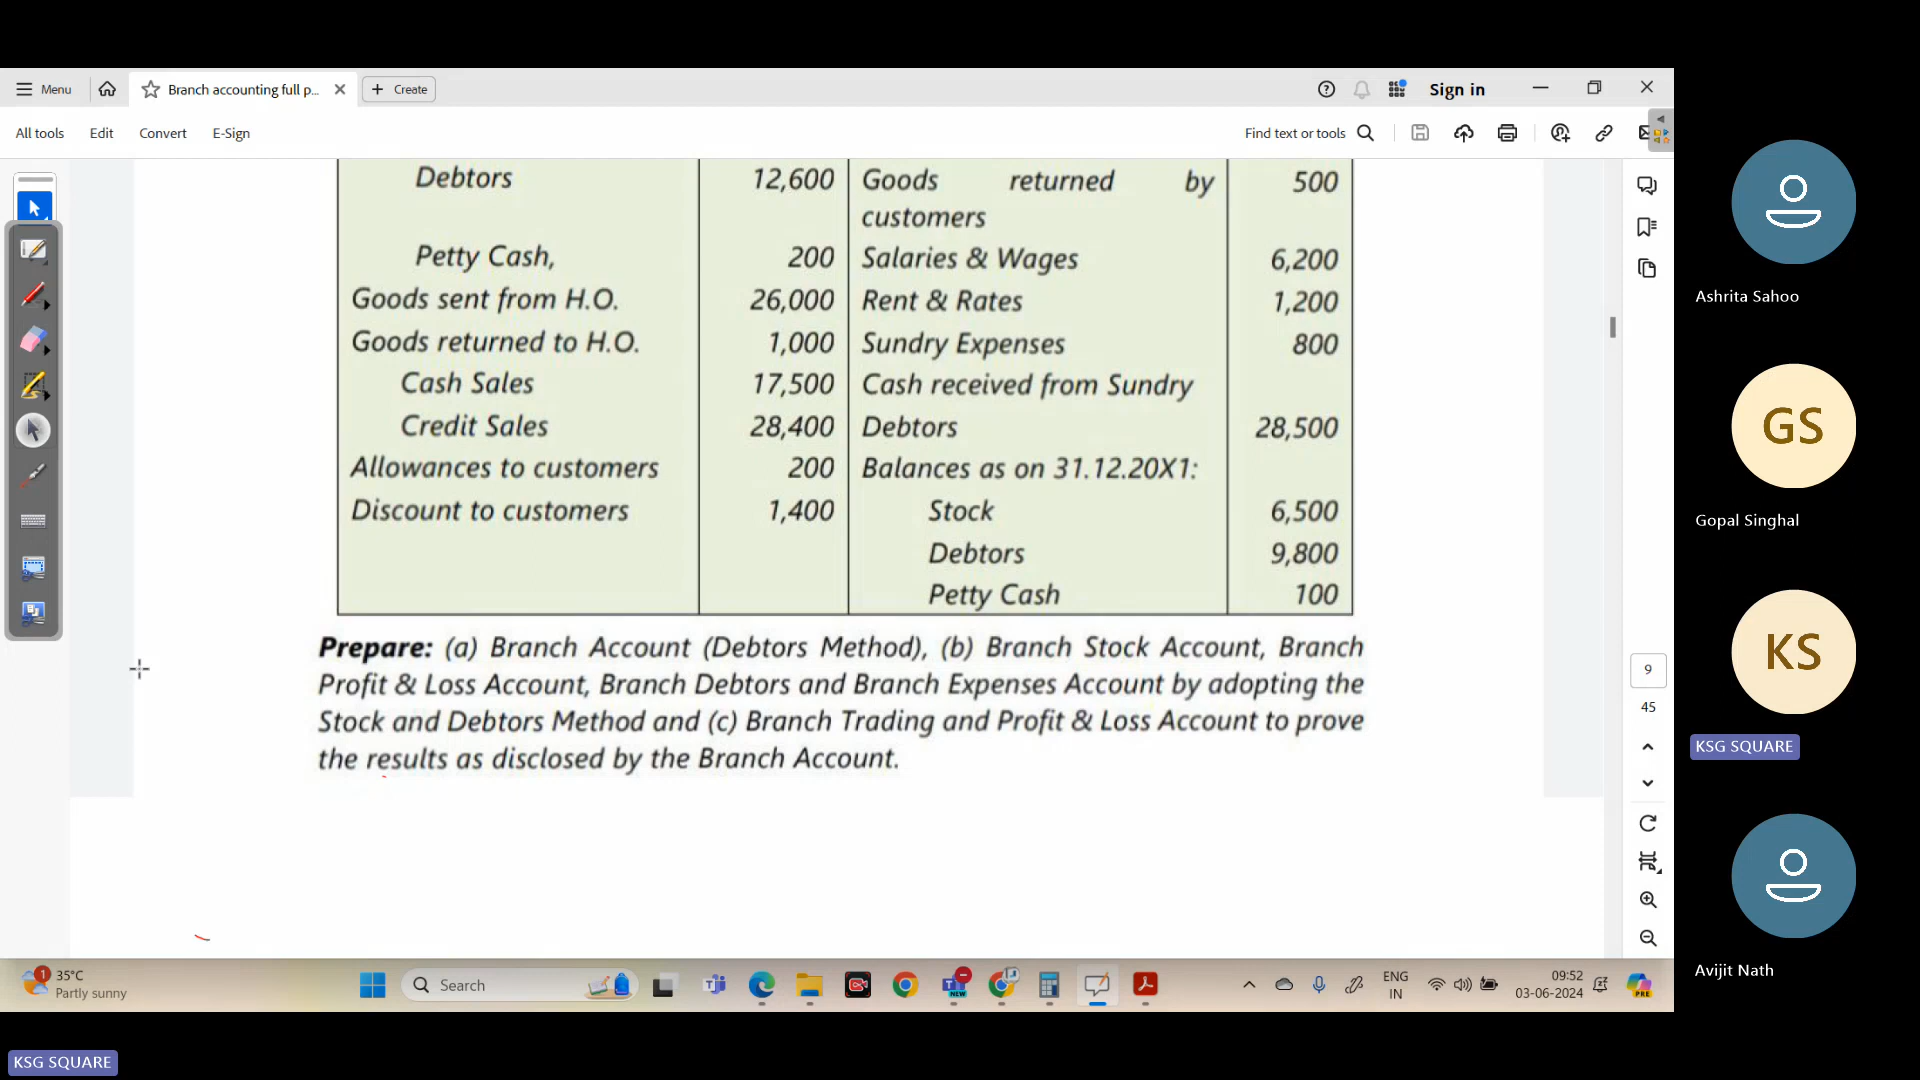 Menu
Branch accounting full p...
Create
Sign in
All tools
Edit
Convert
E-Sign
Find text or tools
Debtors 12,600 Goods returned by 500
customers
Petty Cash, 200 Salaries & Wages 6,200
Goods sent from H.O. 26,000 Rent & Rates 1,200
Goods returned to H.O. 1,000 Sundry Expenses 800
Cash Sales 17,500 Cash received from Sundry
Credit Sales 28,400 Debtors 28,500
Allowances to customers 200 Balances as on 31.12.20X1:
Discount to customers 1,400 Stock 6,500
Debtors 9,800
Petty Cash 100
Prepare: (a) Branch Account (Debtors Method), (b) Branch Stock Account, Branch
Profit & Loss Account, Branch Debtors and Branch Expenses Account by adopting the
Stock and Debtors Method and (c) Branch Trading and Profit & Loss Account to prove
the results as disclosed by the Branch Account.
9
45
Ashrita Sahoo
GS
Gopal Singhal
KS
KSG SQUARE
Avijit Nath
1
35°C
Partly sunny
Search
NEW
ENG
IN
09:52
03-06-2024
PRE
KSG SQUARE